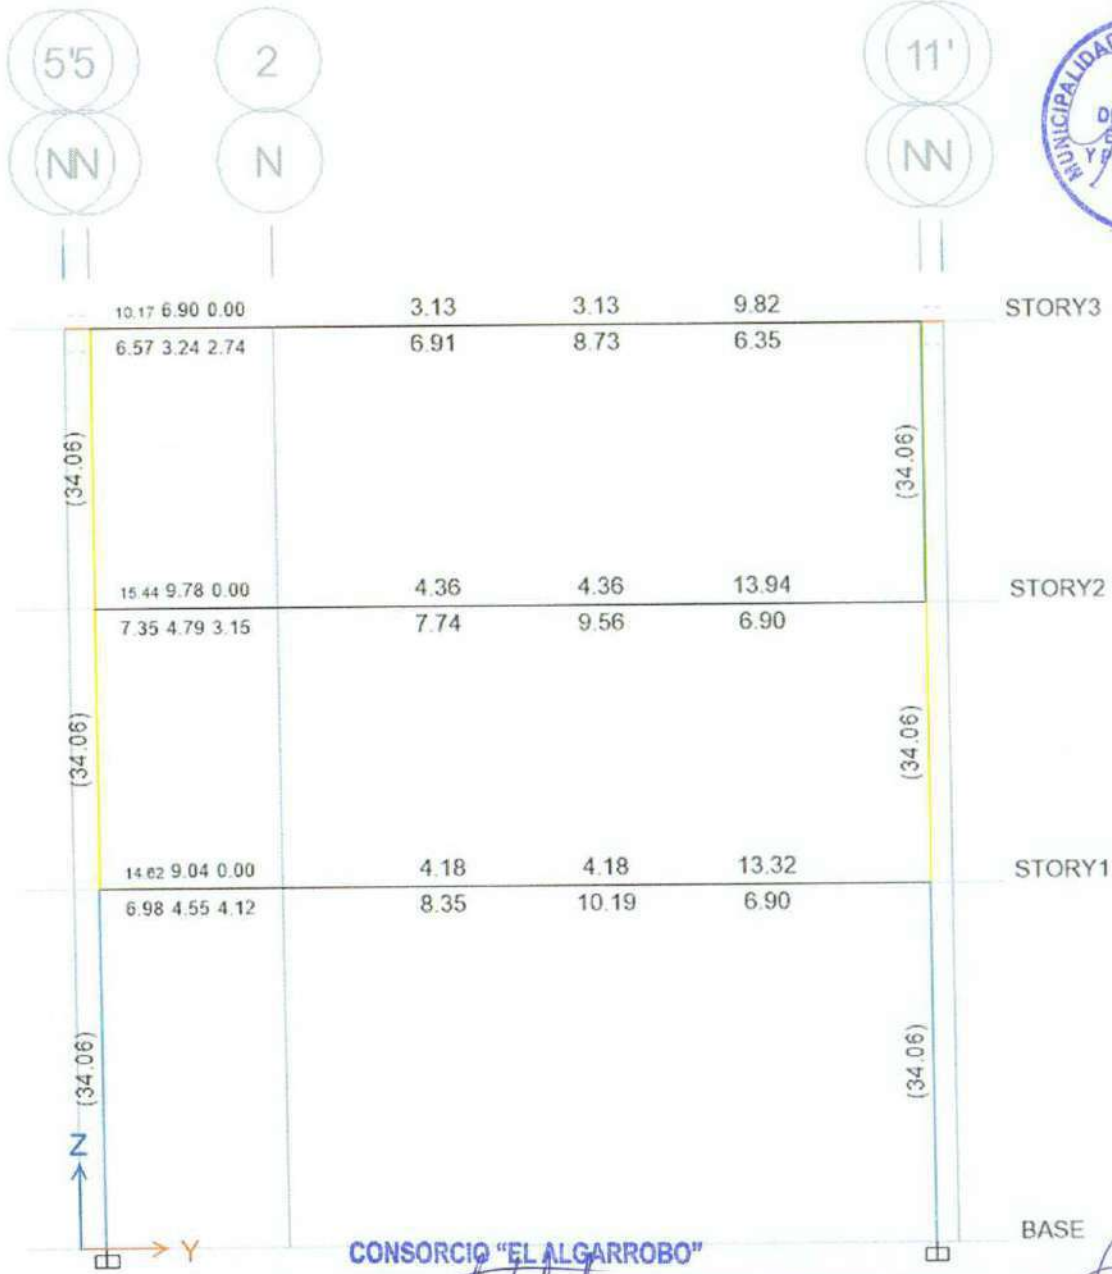 5'5 2 11'
NN N NN
MUNICIPALIDAD
10.17 6.90 0.00 3.13 3.13 9.82 STORY3
6.57 3.24 2.74 6.91 8.73 6.35
(34.06) (34.06)
15.44 9.78 0.00 4.36 4.36 13.94 STORY2
7.35 4.79 3.15 7.74 9.56 6.90
(34.06) (34.06)
14.62 9.04 0.00 4.18 4.18 13.32 STORY1
6.98 4.55 4.12 8.35 10.19 6.90
(34.06) (34.06)
Z
BASE
Y
CONSORCIO "EL ALGARROBO"